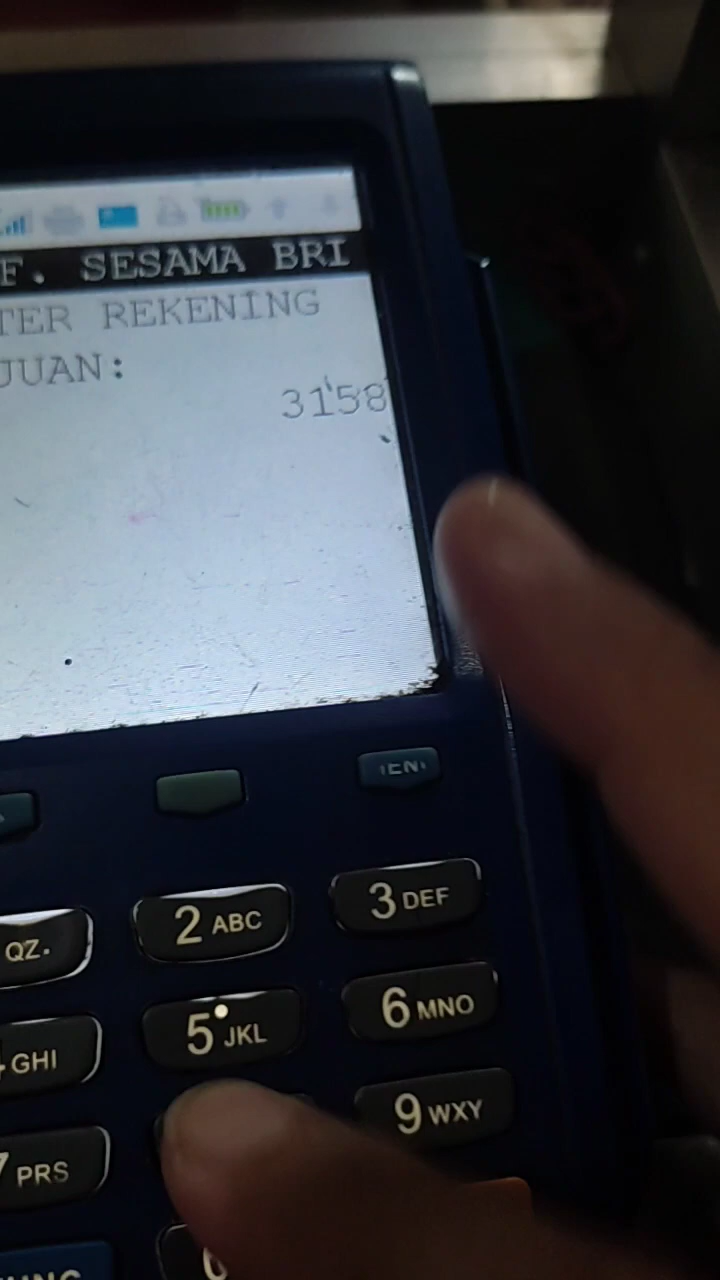 F. SESAMA BRI
TER REKENING
JUAN:
3158
2 ABC
3 DEF
QZ.
5 JKL
6 MNO
GHI
9 WXY
7 PRS